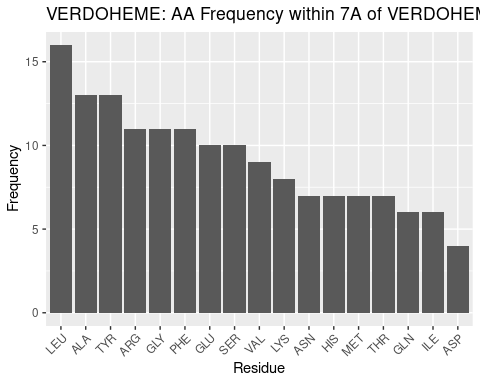 VERDOHEME: AA Frequency within 7A of VERDOHEM
15
10
5
0
Frequency
LEU
ALA
TYR
ARG
GLY
PHE
GLU
SER
VAL
LYS
ASN
HIS
MET
THR
GLN
ILE
ASP
Residue